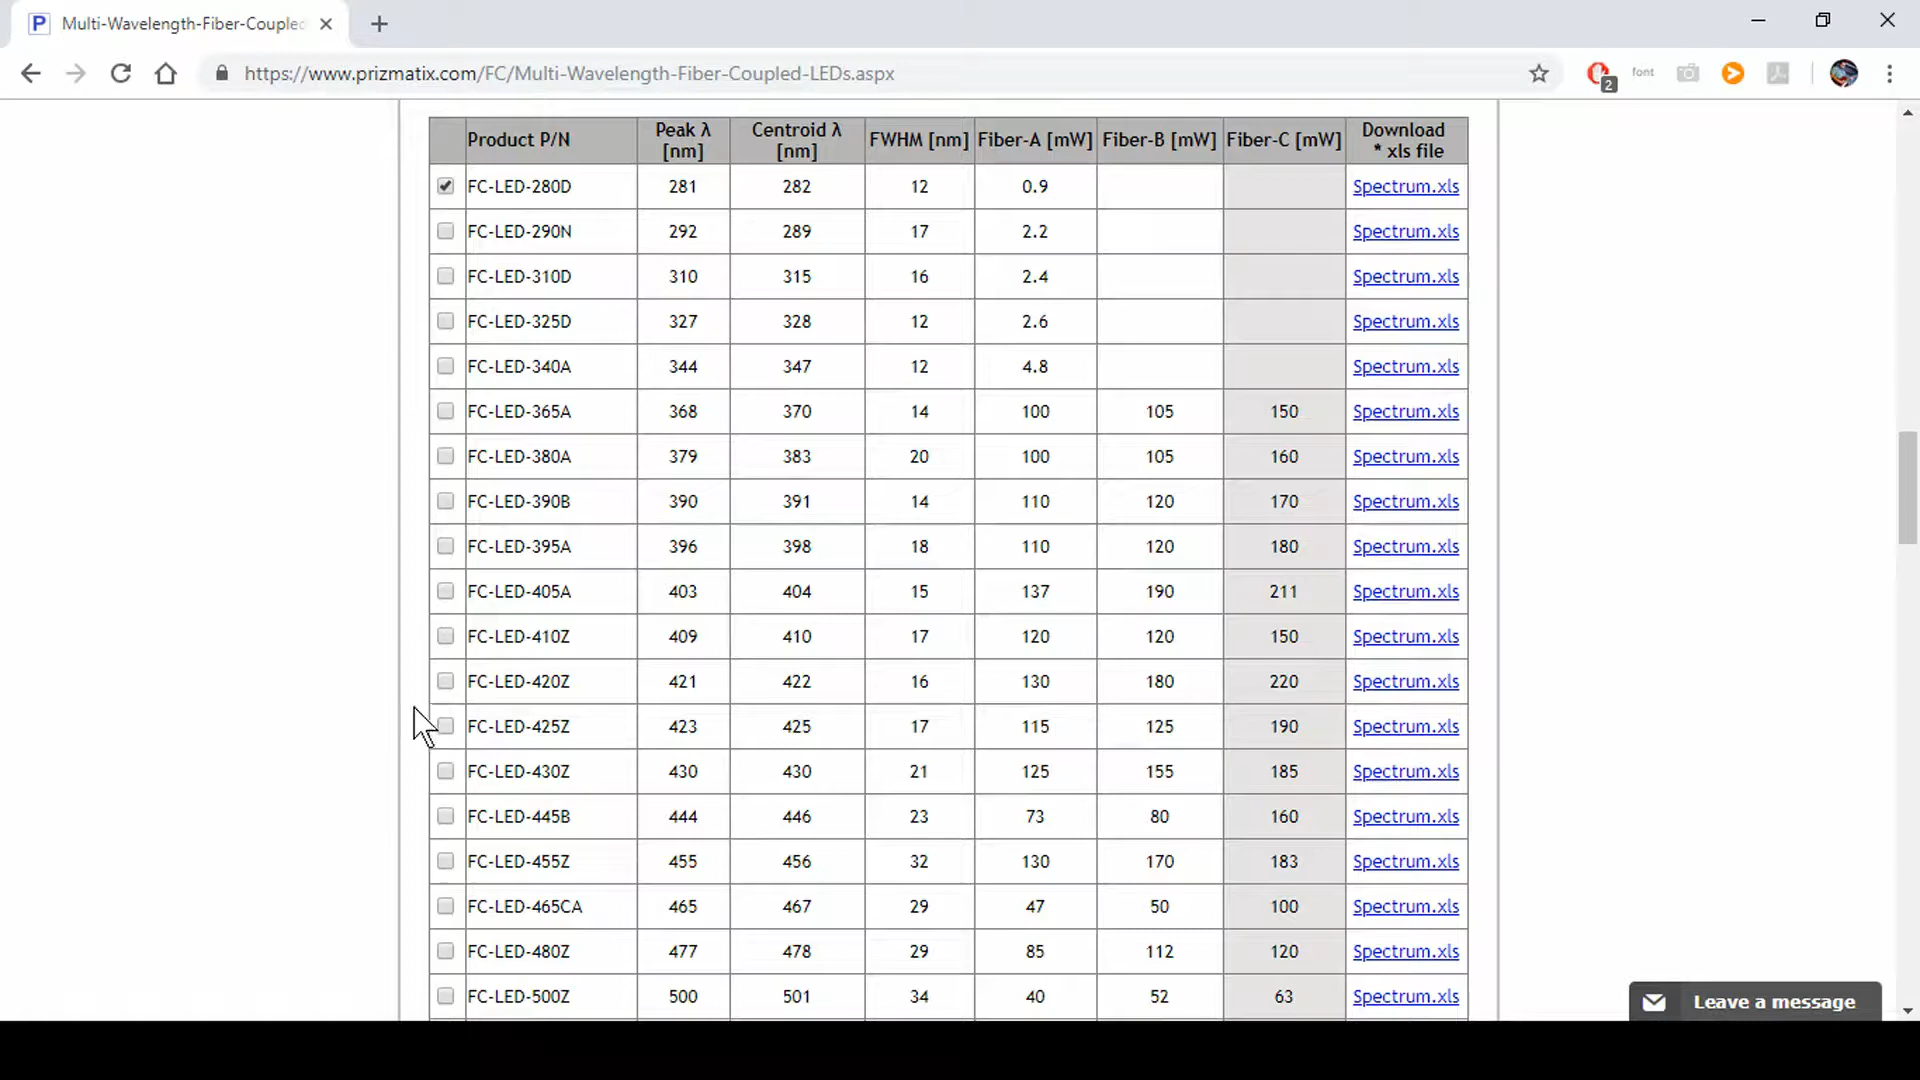 Multi-Wavelength-Fiber-Couple
https://www.prizmatix.com/FC/Multi-Wavelength-Fiber-Coupled-LEDs.aspx
2
font
Product P/N Peak λ [nm] Centroid λ [nm] FWHM [nm] Fiber-A [mW] Fiber-B [mW] Fiber-C [mW] Download * xls file
FC-LED-280D 281 282 12 0.9 Spectrum.xls
FC-LED-290N 292 289 17 2.2 Spectrum.xls
FC-LED-310D 310 315 16 2.4 Spectrum.xls
FC-LED-325D 327 328 12 2.6 Spectrum.xls
FC-LED-340A 344 347 12 4.8 Spectrum.xls
FC-LED-365A 368 370 14 100 105 150 Spectrum.xls
FC-LED-380A 379 383 20 100 105 160 Spectrum.xls
FC-LED-390B 390 391 14 110 120 170 Spectrum.xls
FC-LED-395A 396 398 18 110 120 180 Spectrum.xls
FC-LED-405A 403 404 15 137 190 211 Spectrum.xls
FC-LED-410Z 409 410 17 120 120 150 Spectrum.xls
FC-LED-420Z 421 422 16 130 180 220 Spectrum.xls
FC-LED-425Z 423 425 17 115 125 190 Spectrum.xls
FC-LED-430Z 430 430 21 125 155 185 Spectrum.xls
FC-LED-445B 444 446 23 73 80 160 Spectrum.xls
FC-LED-455Z 455 456 32 130 170 183 Spectrum.xls
FC-LED-465CA 465 467 29 47 50 100 Spectrum.xls
FC-LED-480Z 477 478 29 85 112 120 Spectrum.xls
FC-LED-500Z 500 501 34 40 52 63 Spectrum.xls
Leave a message